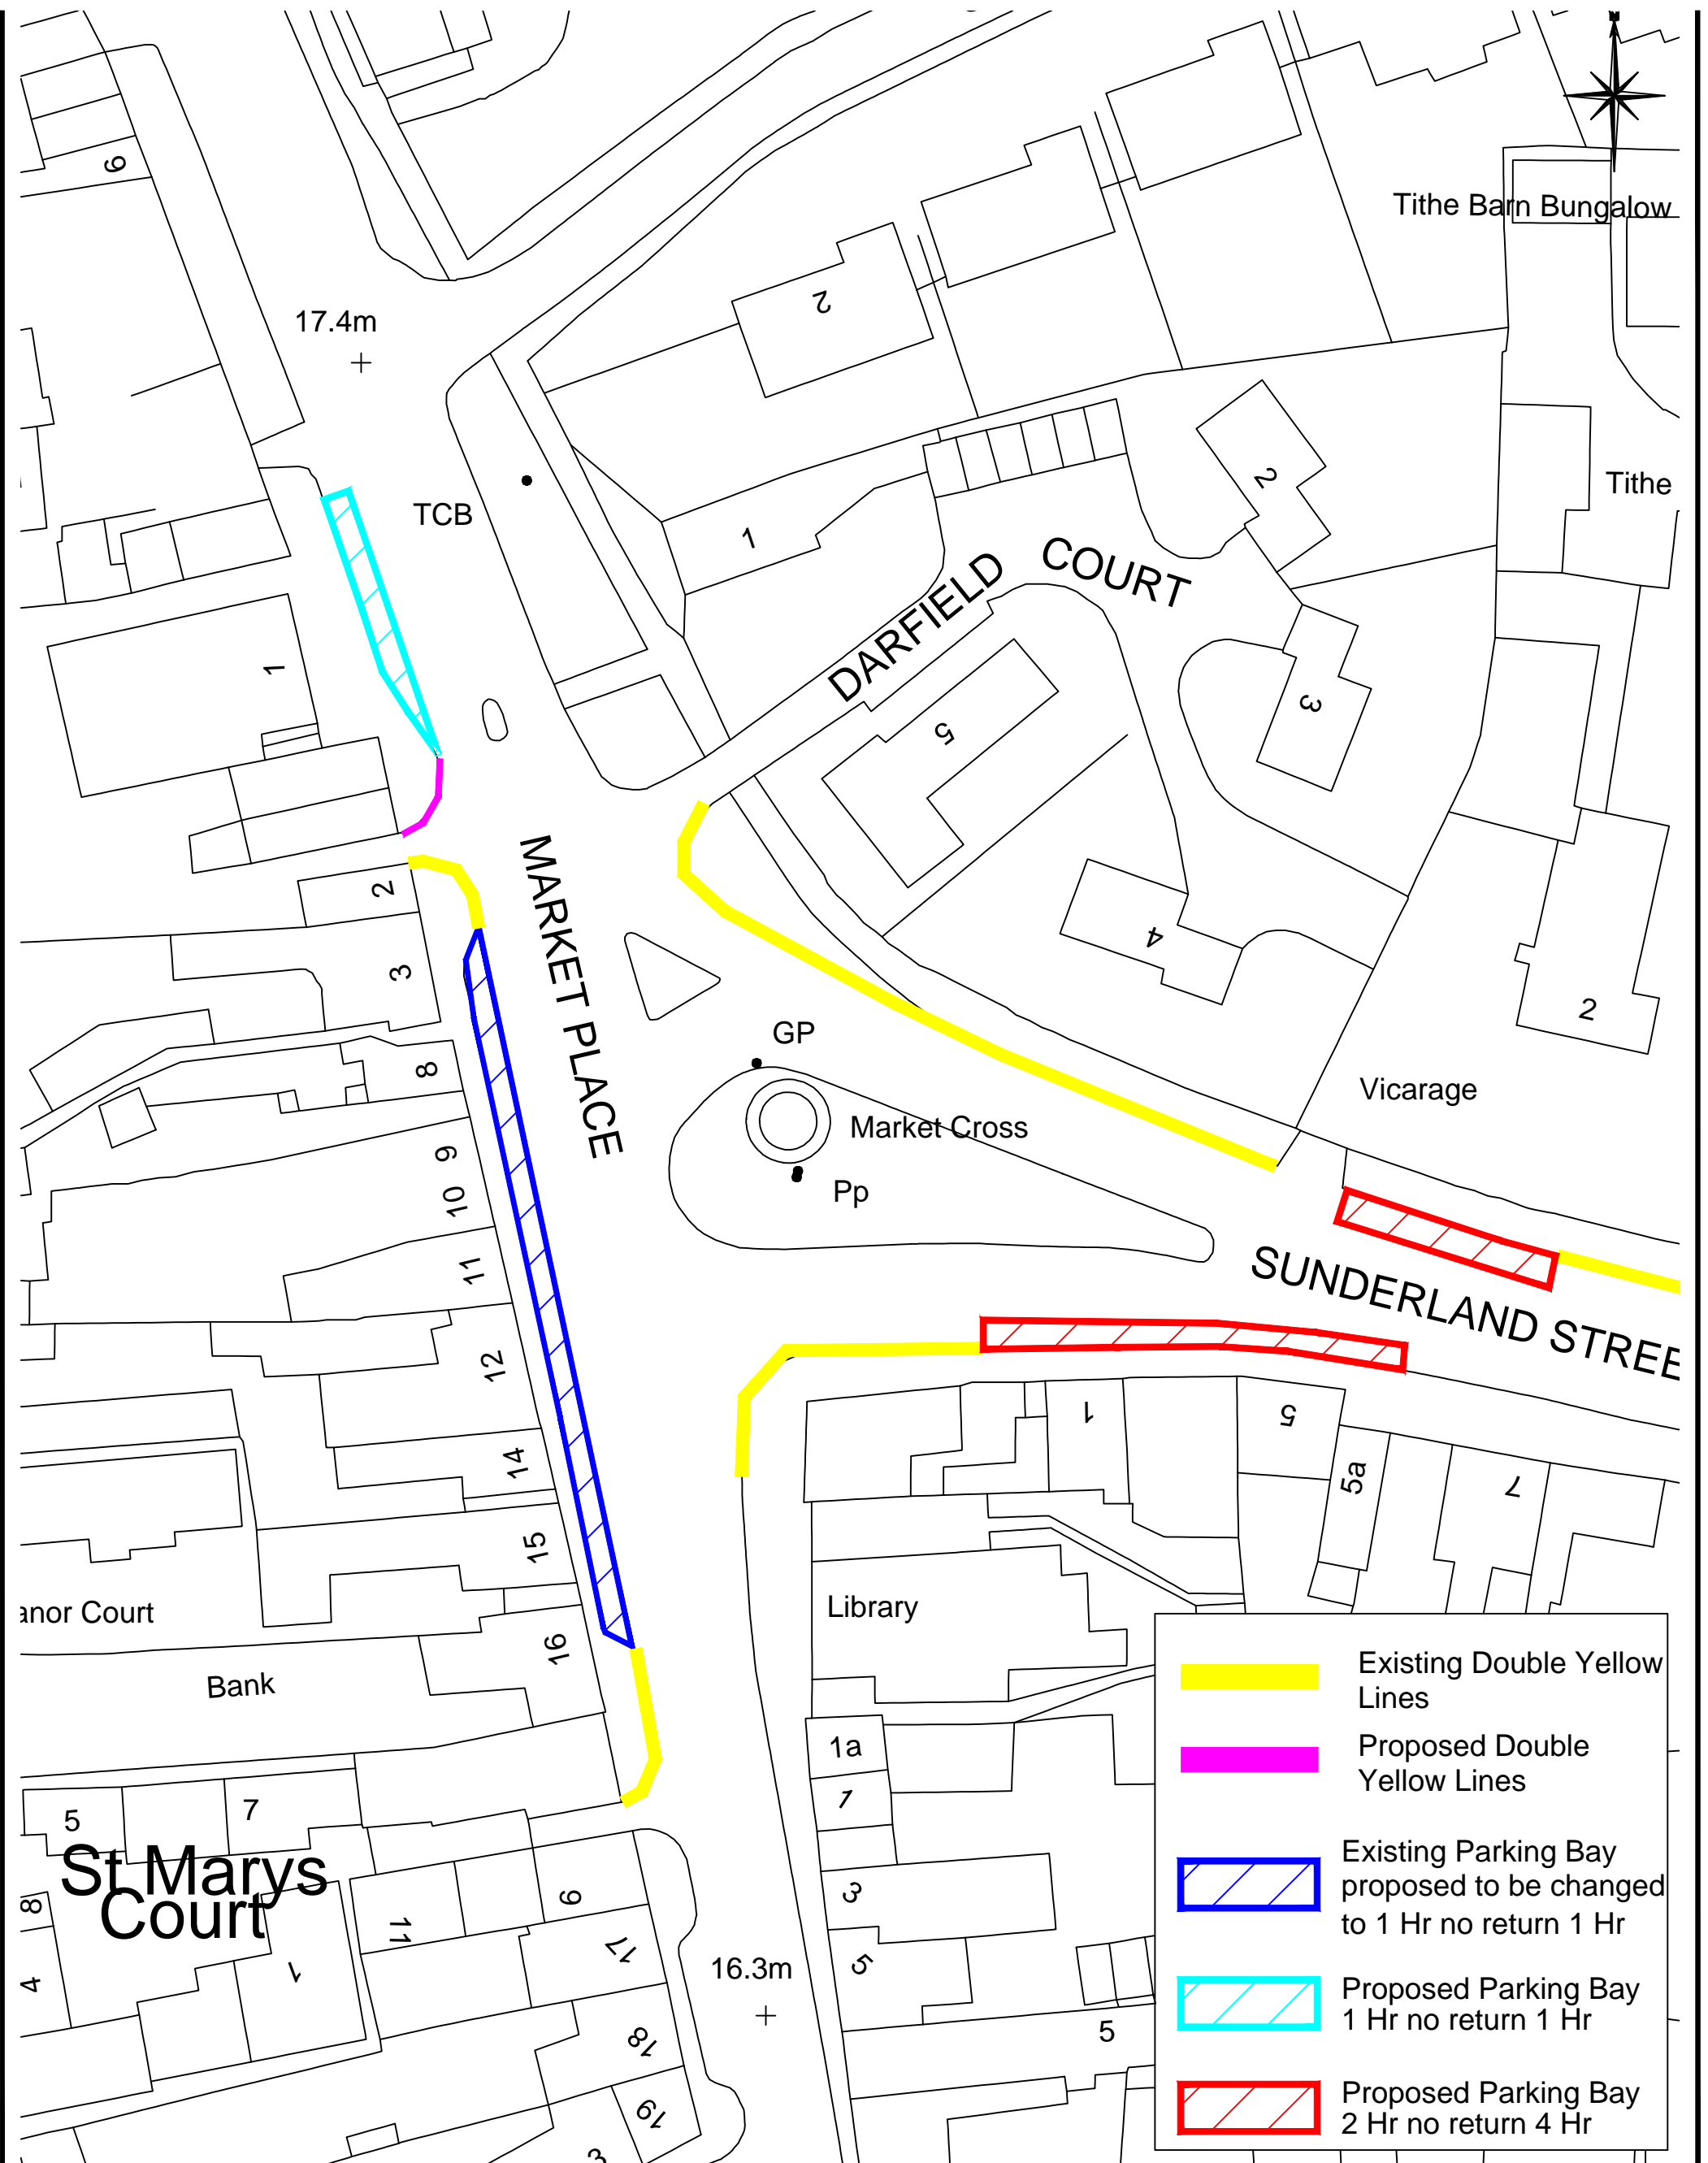 N
6
Tithe Barn Bungalow
2
17.4m
TCB
Tithe
2
1
DARFIELD COURT
1
3
5
MARKET PLACE
2
4
3
2
GP
8
Vicarage
Market Cross
9
Pp
10
11
SUNDERLAND STREE
12
1
5
14
5a
7
15
anor Court
Library
16
Bank
1a
1
5
7
St Marys
Court
8
11
9
3
17
4
1
16.3m
5
18
5
19
3
Existing Double Yellow
Lines
Proposed Double
Yellow Lines
Existing Parking Bay
proposed to be changed
to 1 Hr no return 1 Hr
Proposed Parking Bay
1 Hr no return 1 Hr
Proposed Parking Bay
2 Hr no return 4 Hr